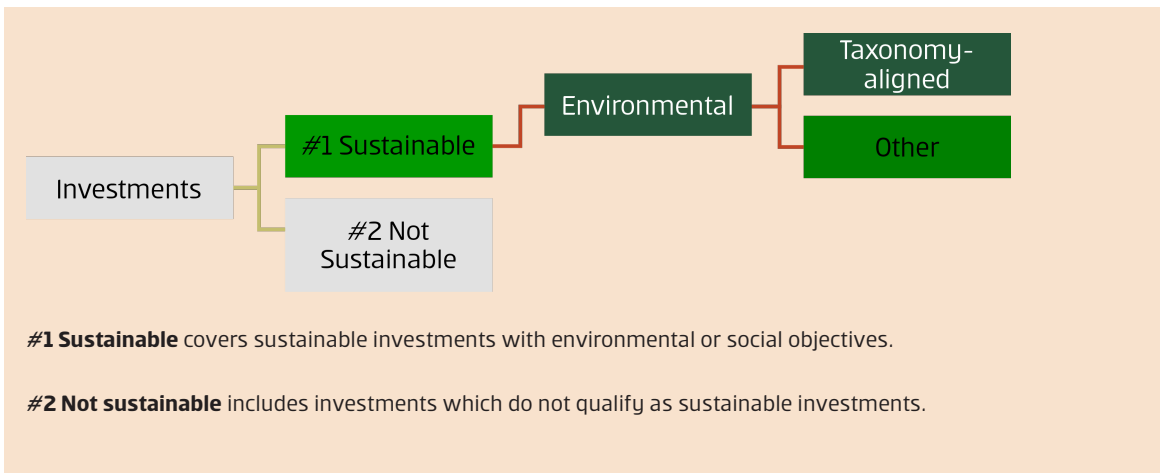 Taxonomy-
aligned
Environmental
#1 Sustainable
Other
Investments
#2 Not
Sustainable
#1 Sustainable covers sustainable investments with environmental or social objectives.
#2 Not sustainable includes investments which do not qualify as sustainable investments.